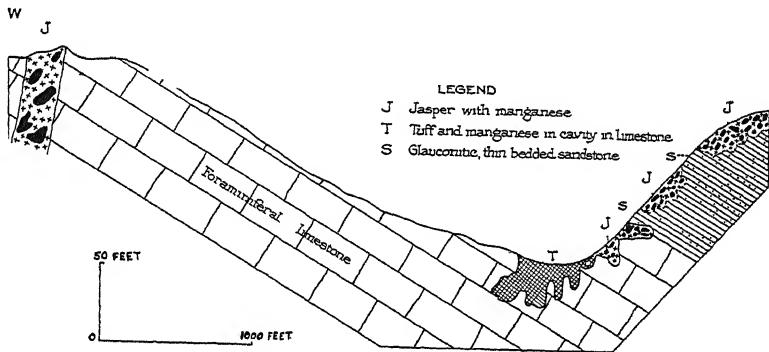 W
J
LEGEND
J Jasper with manganese
T Tuff and manganese in cavity in limestone
S Glauconitic, thin bedded sandstone
J
S
J
S
J
T
Foraminiferal Limestone
50 FEET
0
1000 FEET